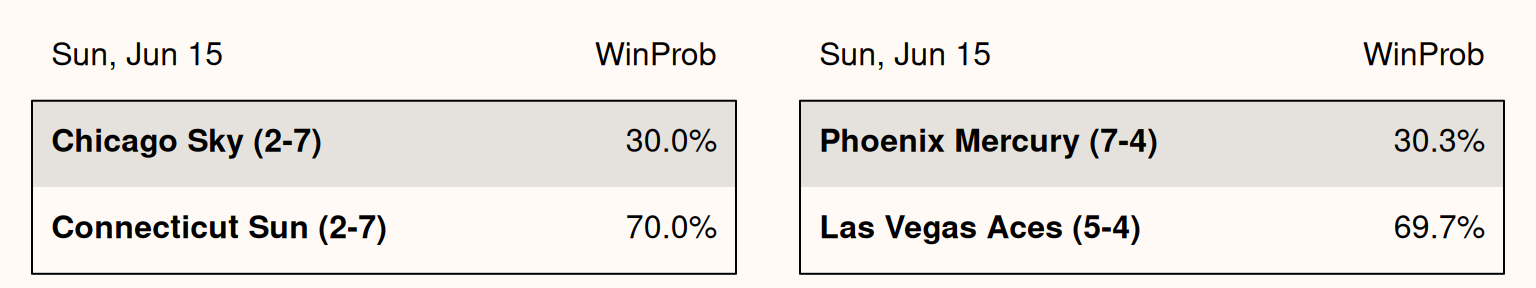 Sun, Jun 15 WinProb
Chicago Sky (2-7) 30.0%
Connecticut Sun (2-7) 70.0%
Sun, Jun 15 WinProb
Phoenix Mercury (7-4) 30.3%
Las Vegas Aces (5-4) 69.7%